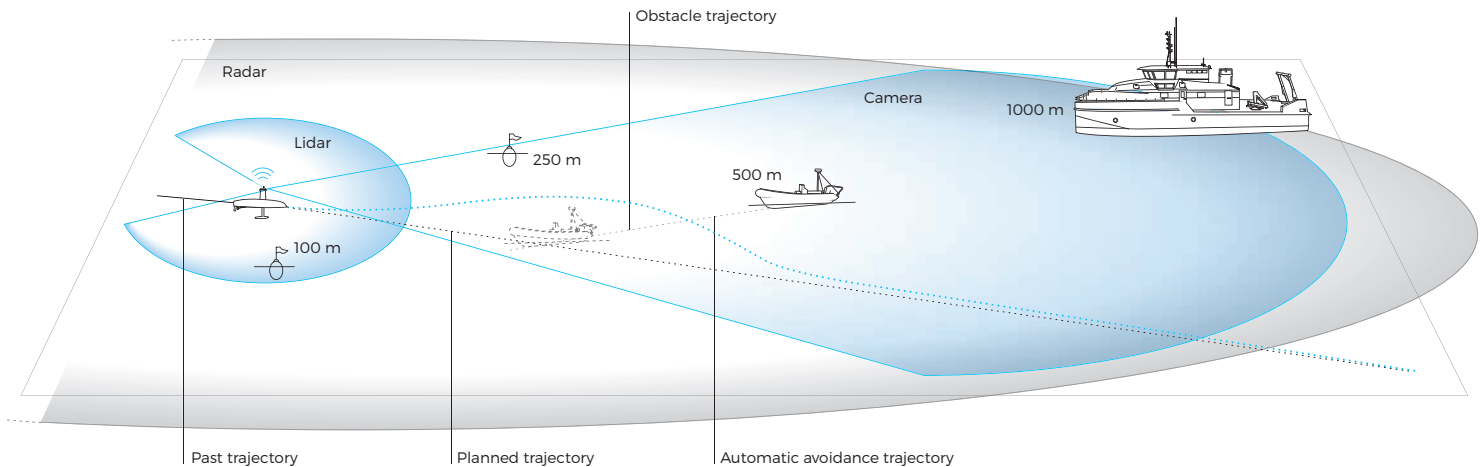 Obstacle trajectory
Radar
Camera
1000 m
Lidar
250 m
500 m
100 m
Past trajectory
Planned trajectory
Automatic avoidance trajectory